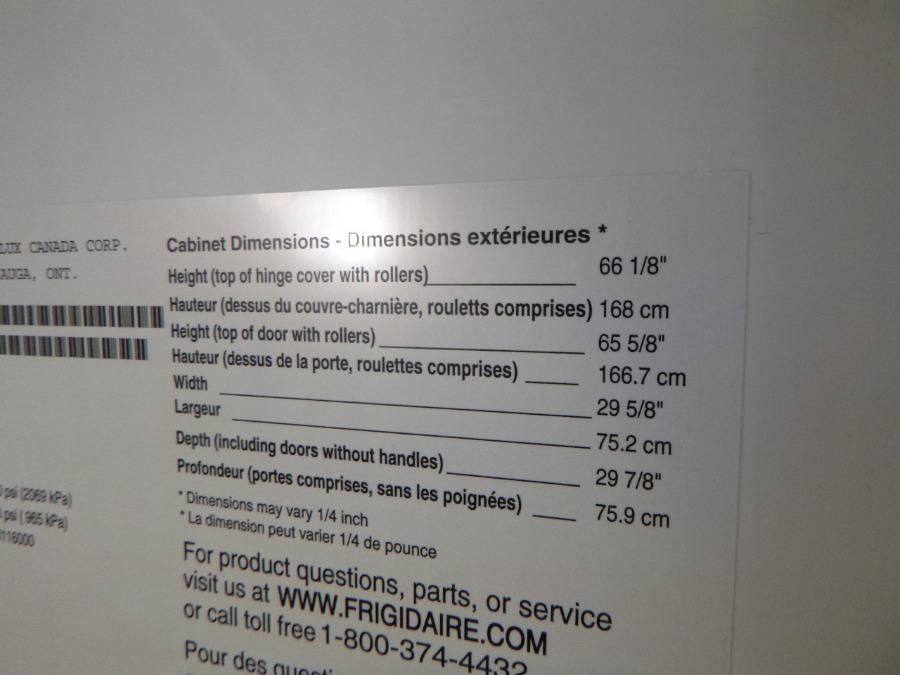 LUX CANADA CORP.
AUGA, ONT.
Cabinet Dimensions - Dimensions extérieures *
Height (top of hinge cover with rollers) 66 1/8"
Hauteur (dessus du couvre-charnière, rouletts comprises) 168 cm
Height (top of door with rollers) 65 5/8"
Hauteur (dessus de la porte, roulettes comprises) 166.7 cm
Width 29 5/8"
Largeur 75.2 cm
Depth (including doors without handles) 29 7/8"
Profondeur (portes comprises, sans les poignées) 75.9 cm
* Dimensions may vary 1/4 inch
* La dimension peut varier 1/4 de pouce
psi (2069 kPa)
psi ( 965 kPa)
116000
For product questions, parts, or service
visit us at WWW.FRIGIDAIRE.COM
or call toll free 1-800-374-4432
Pour des